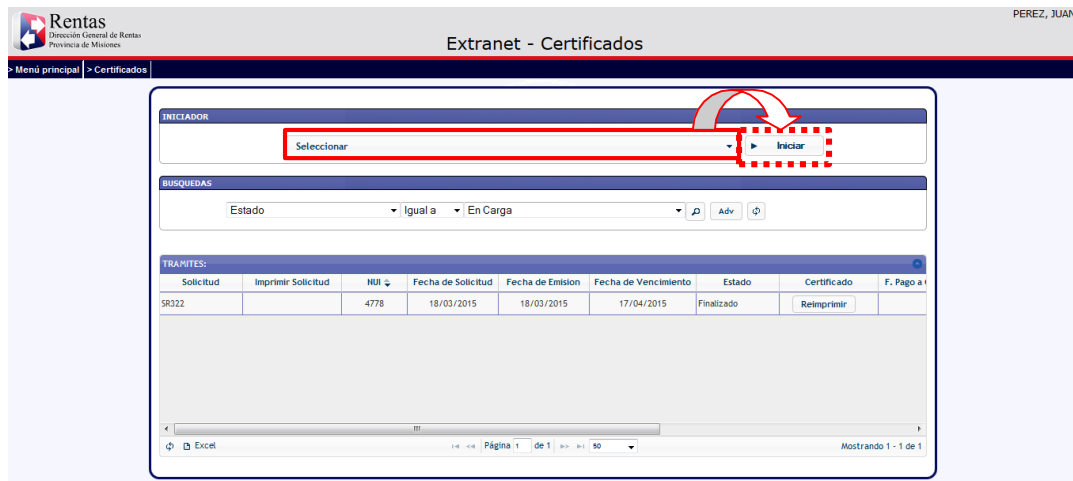 PEREZ, JUAN
Rentas
Dirección General de Rentas
Provincia de Misiones
Extranet - Certificados
> Menú principal > Certificados
INICIADOR
Seleccionar Iniciar
BUSQUEDAS
Estado Igual a En Carga Adv
TRAMITES:
Solicitud Imprimir Solicitud NUI Fecha de Solicitud Fecha de Emision Fecha de Vencimiento Estado Certificado F. Pago a
SR322 4778 18/03/2015 18/03/2015 17/04/2015 Finalizado Reimprimir
Excel Página 1 de 1 50 Mostrando 1 - 1 de 1